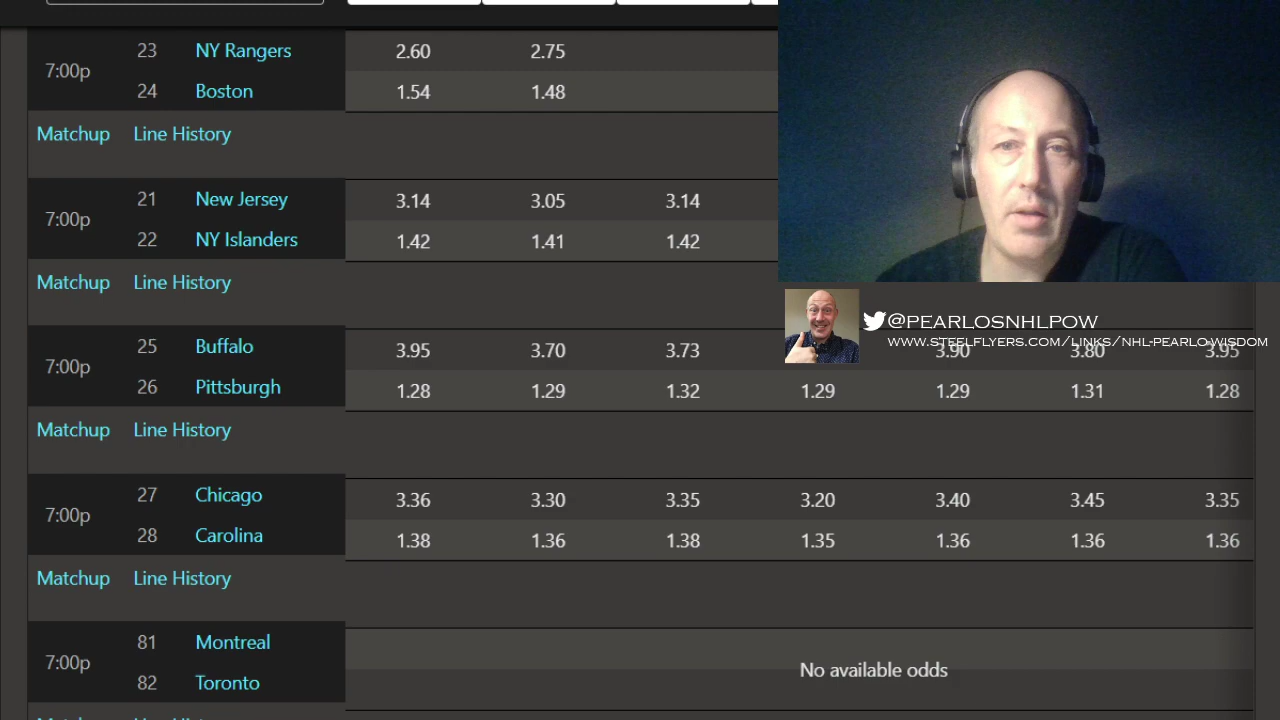 7:00p 23 NY Rangers 2.60 2.75
24 Boston 1.54 1.48
Matchup Line History
7:00p 21 New Jersey 3.14 3.05 3.14
22 NY Islanders 1.42 1.41 1.42
Matchup Line History
@PEARLOSNHLPOW
WWW.STEELFLYERS.COM/LINKS/NHL-PEARLO-WISDOM
7:00p 25 Buffalo 3.95 3.70 3.73 3.90 3.80 3.95
26 Pittsburgh 1.28 1.29 1.32 1.29 1.29 1.31 1.28
Matchup Line History
7:00p 27 Chicago 3.36 3.30 3.35 3.20 3.40 3.45 3.35
28 Carolina 1.38 1.36 1.38 1.35 1.36 1.36 1.36
Matchup Line History
7:00p 81 Montreal
82 Toronto
No available odds